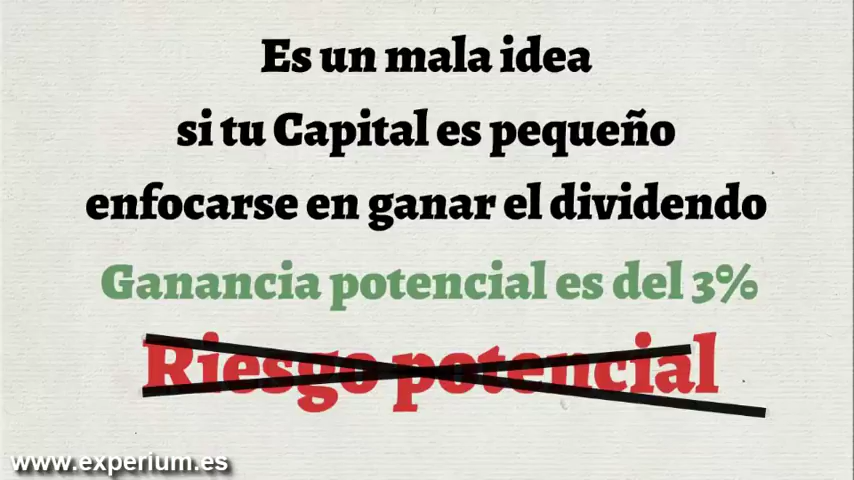 Es un mala idea
si tu Capital es pequeño
enfocarse en ganar el dividendo
Ganancia potencial es del 3%
Riesgo potencial
www.experium.es